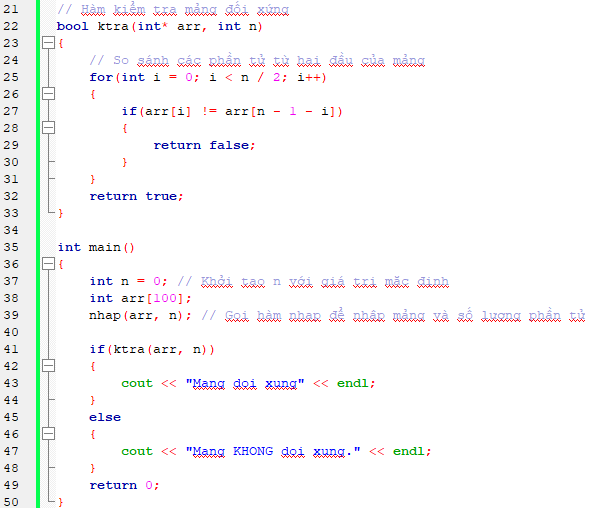 21 // Hàm kiểm tra mảng đối xứng
22 bool ktra(int* arr, int n)
23 {
24 // So sánh các phần tử từ hai đầu của mảng
25 for(int i = 0; i < n / 2; i++)
26 {
27 if(arr[i] != arr[n - 1 - i])
28 {
29 return false;
30 }
31 }
32 return true;
33 }
34
35 int main()
36 {
37 int n = 0; // Khởi tạo n với giá trị mặc định
38 int arr[100];
39 nhap(arr, n); // Gọi hàm nhap để nhập mảng và số lượng phần tử
40
41 if(ktra(arr, n))
42 {
43 cout << "Mang doi xung" << endl;
44 }
45 else
46 {
47 cout << "Mang KHONG doi xung." << endl;
48 }
49 return 0;
50 }